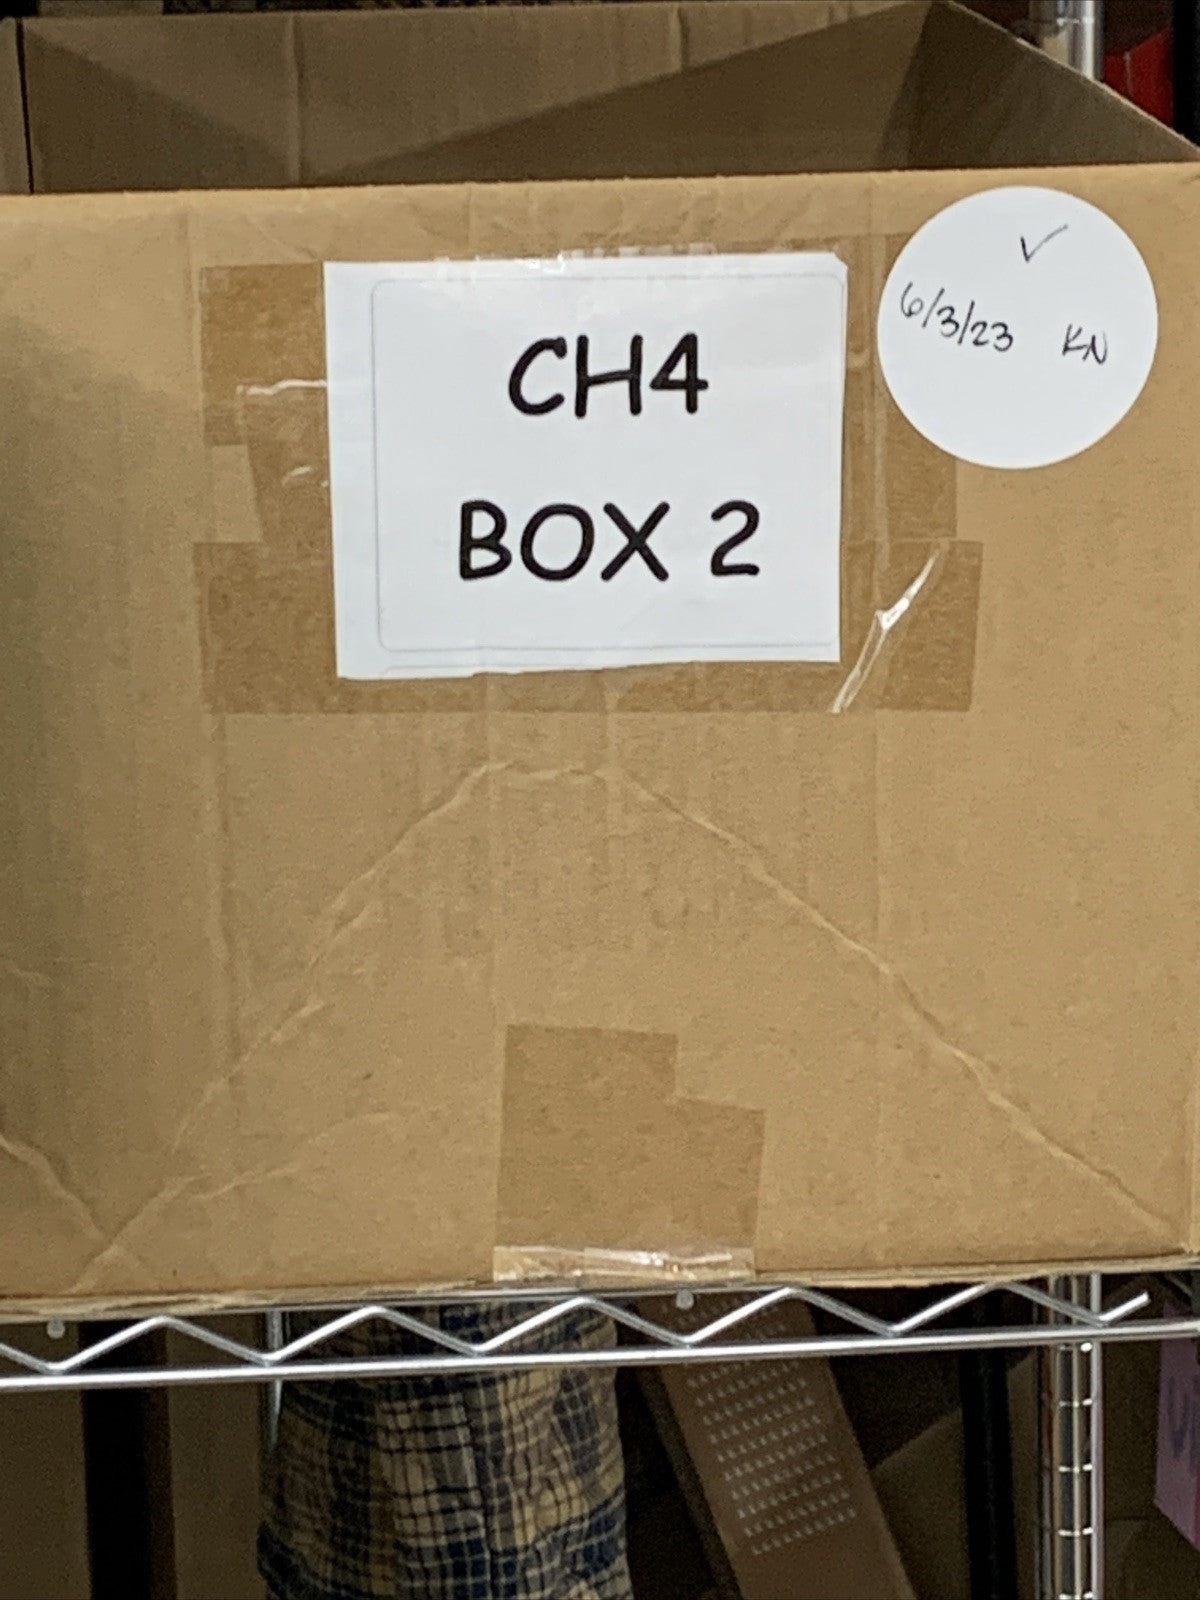 CH4
BOX 2
✓
6/3/23 KN